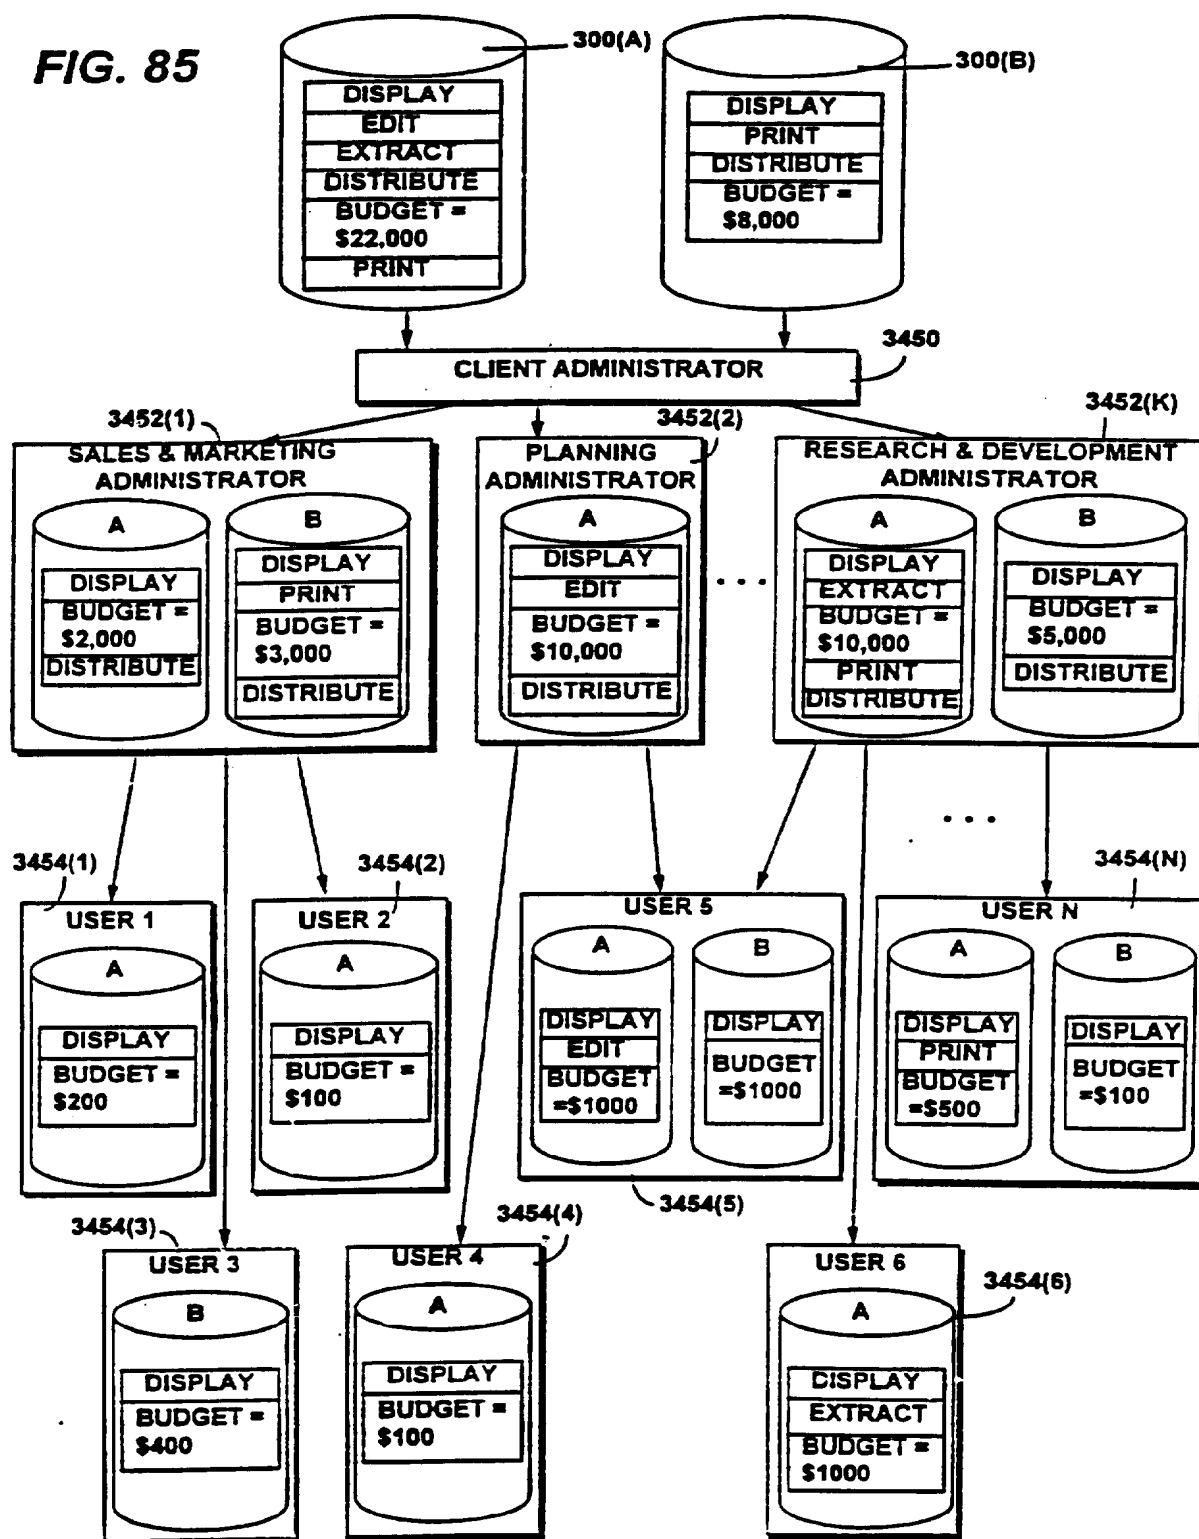 FIG. 85
300(A)
300(B)
DISPLAY
EDIT
EXTRACT
DISTRIBUTE
BUDGET =
$22,000
PRINT
DISPLAY
PRINT
DISTRIBUTE
BUDGET =
$8,000
3450
CLIENT ADMINISTRATOR
3452(1)
3452(2)
3452(K)
SALES & MARKETING
ADMINISTRATOR
A
DISPLAY
BUDGET =
$2,000
DISTRIBUTE
B
DISPLAY
PRINT
BUDGET =
$3,000
DISTRIBUTE
PLANNING
ADMINISTRATOR
A
DISPLAY
EDIT
BUDGET =
$10,000
DISTRIBUTE
. . .
RESEARCH & DEVELOPMENT
ADMINISTRATOR
A
DISPLAY
EXTRACT
BUDGET =
$10,000
PRINT
DISTRIBUTE
B
DISPLAY
BUDGET =
$5,000
DISTRIBUTE
. . .
3454(1)
USER 1
A
DISPLAY
BUDGET =
$200
3454(2)
USER 2
A
DISPLAY
BUDGET =
$100
USER 5
A
DISPLAY
EDIT
BUDGET
=$1000
B
DISPLAY
BUDGET
=$1000
3454(5)
3454(N)
USER N
A
DISPLAY
PRINT
BUDGET
=$500
B
DISPLAY
BUDGET
=$100
3454(3)
USER 3
B
DISPLAY
BUDGET =
$400
3454(4)
USER 4
A
DISPLAY
BUDGET =
$100
USER 6
3454(6)
A
DISPLAY
EXTRACT
BUDGET =
$1000